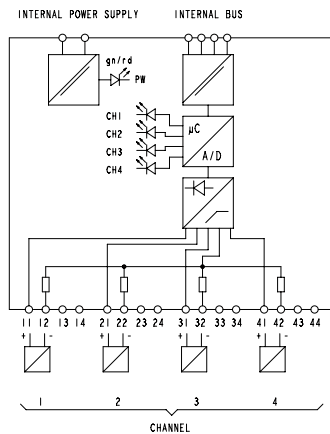 INTERNAL POWER SUPPLY INTERNAL BUS
gn/rd
PW
CH1
CH2
CH3
CH4
µC
A/D
11 12 13 14 21 22 23 24 31 32 33 34 41 42 43 44
+ - + - + - + -
1 2 3 4
CHANNEL